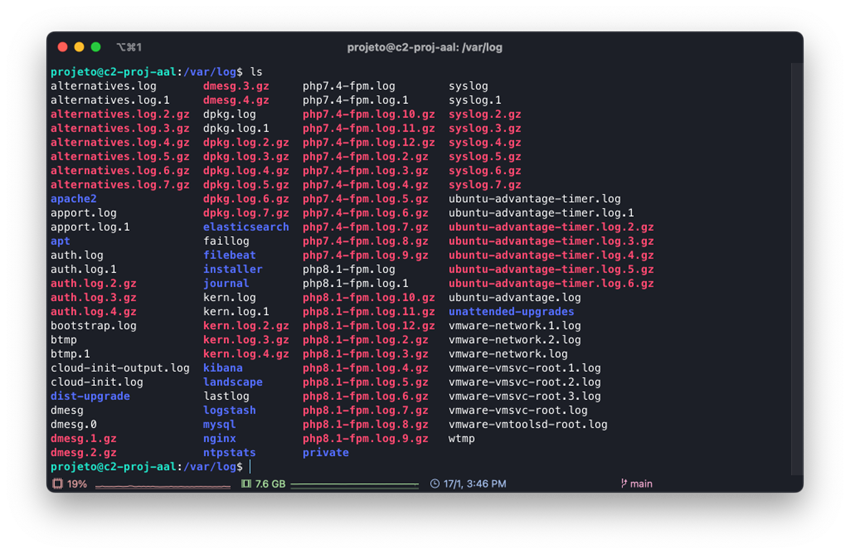 ⌥⌘1 projeto@c2-proj-aal: /var/log
projeto@c2-proj-aal:/var/log$ ls
alternatives.log dmesg.3.gz php7.4-fpm.log syslog
alternatives.log.1 dmesg.4.gz php7.4-fpm.log.1 syslog.1
alternatives.log.2.gz dpkg.log php7.4-fpm.log.10.gz syslog.2.gz
alternatives.log.3.gz dpkg.log.1 php7.4-fpm.log.11.gz syslog.3.gz
alternatives.log.4.gz dpkg.log.2.gz php7.4-fpm.log.12.gz syslog.4.gz
alternatives.log.5.gz dpkg.log.3.gz php7.4-fpm.log.2.gz syslog.5.gz
alternatives.log.6.gz dpkg.log.4.gz php7.4-fpm.log.3.gz syslog.6.gz
alternatives.log.7.gz dpkg.log.5.gz php7.4-fpm.log.4.gz syslog.7.gz
apache2 dpkg.log.6.gz php7.4-fpm.log.5.gz ubuntu-advantage-timer.log
apport.log dpkg.log.7.gz php7.4-fpm.log.6.gz ubuntu-advantage-timer.log.1
apport.log.1 elasticsearch php7.4-fpm.log.7.gz ubuntu-advantage-timer.log.2.gz
apt faillog php7.4-fpm.log.8.gz ubuntu-advantage-timer.log.3.gz
auth.log filebeat php7.4-fpm.log.9.gz ubuntu-advantage-timer.log.4.gz
auth.log.1 installer php8.1-fpm.log ubuntu-advantage-timer.log.5.gz
auth.log.2.gz journal php8.1-fpm.log.1 ubuntu-advantage-timer.log.6.gz
auth.log.3.gz kern.log php8.1-fpm.log.10.gz ubuntu-advantage.log
auth.log.4.gz kern.log.1 php8.1-fpm.log.11.gz unattended-upgrades
bootstrap.log kern.log.2.gz php8.1-fpm.log.12.gz vmware-network.1.log
btmp kern.log.3.gz php8.1-fpm.log.2.gz vmware-network.2.log
btmp.1 kern.log.4.gz php8.1-fpm.log.3.gz vmware-network.log
cloud-init-output.log kibana php8.1-fpm.log.4.gz vmware-vmsvc-root.1.log
cloud-init.log landscape php8.1-fpm.log.5.gz vmware-vmsvc-root.2.log
dist-upgrade lastlog php8.1-fpm.log.6.gz vmware-vmsvc-root.3.log
dmesg logstash php8.1-fpm.log.7.gz vmware-vmsvc-root.log
dmesg.0 mysql php8.1-fpm.log.8.gz vmware-vmtoolsd-root.log
dmesg.1.gz nginx php8.1-fpm.log.9.gz wtmp
dmesg.2.gz ntpstats private
projeto@c2-proj-aal:/var/log$
19% 7.6 GB 17/1, 3:46 PM main